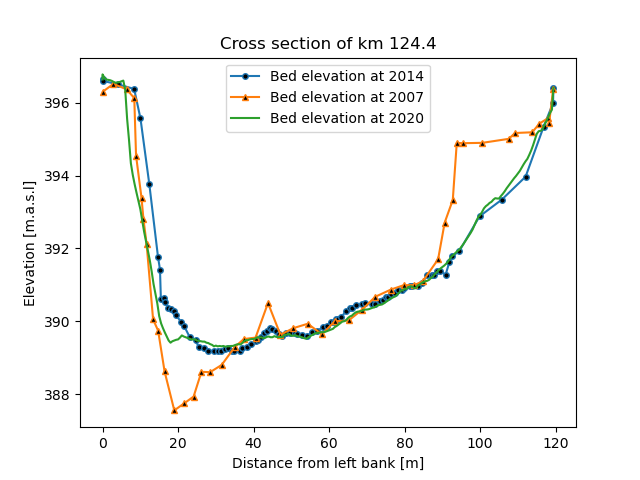 Cross section of km 124.4
Bed elevation at 2014
Bed elevation at 2007
Bed elevation at 2020
396
394
392
390
388
Elevation [m.a.s.l]
0 20 40 60 80 100 120
Distance from left bank [m]